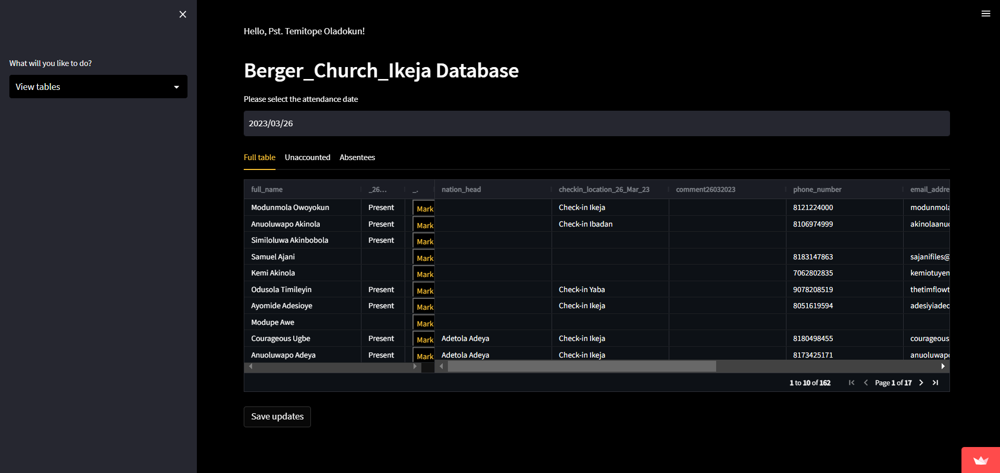 Hello, Pst. Temitope Oladokun!
What will you like to do?
View tables
Berger_Church_Ikeja Database
Please select the attendance date
2023/03/26
Full table Unaccounted Absentees
full_name _26... _. nation_head checkin_location_26_Mar_23 comment26032023 phone_number email_addre
Modunmola Owoyokun Present Mark Check-in Ikeja 8121224000 modunmola
Anuoluwapo Akinola Present Mark Check-in Ibadan 8106974999 akinolaanuo
Similoluwa Akinbobola Present Mark
Samuel Ajani Mark 8183147863 sajanifiles@
Kemi Akinola Mark 7062802835 kemiotuyen
Odusola Timileyin Present Mark Check-in Yaba 9078208519 thetimflowt
Ayomide Adesioye Present Mark Check-in Ikeja 8051619594 adesiyiadeo
Modupe Awe Mark
Courageous Ugbe Present Mark Adetola Adeya Check-in Ikeja 8180498455 courageous
Anuoluwapo Adeya Present Mark Adetola Adeya Check-in Ikeja 8173425171 anuoluwapo
1 to 10 of 162 Page 1 of 17
Save updates